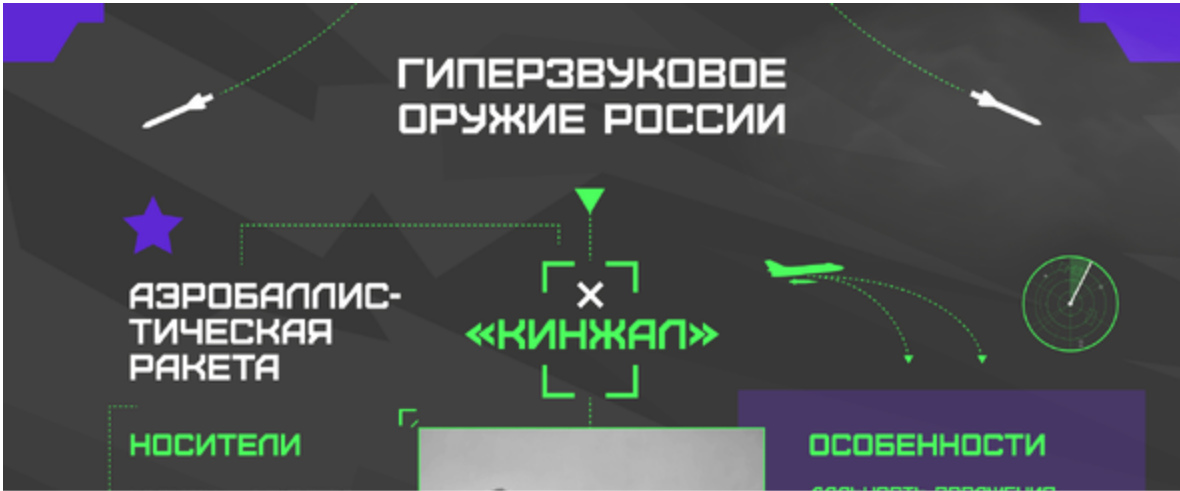 ГИПЕРЗВУКОВОЕ
ОРУЖИЕ РОССИИ
АЭРОБАЛЛИС-
ТИЧЕСКАЯ
РАКЕТА
«КИНЖАЛ»
НОСИТЕЛИ
ОСОБЕННОСТИ